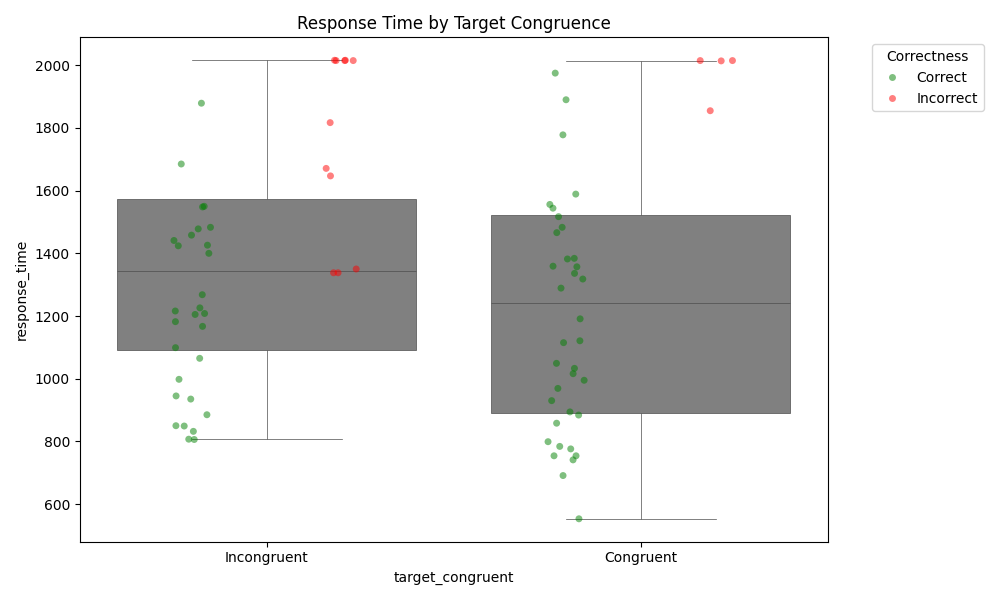 Response Time by Target Congruence
Correctness
Correct
Incorrect
response_time
2000
1800
1600
1400
1200
1000
800
600
Incongruent
Congruent
target_congruent